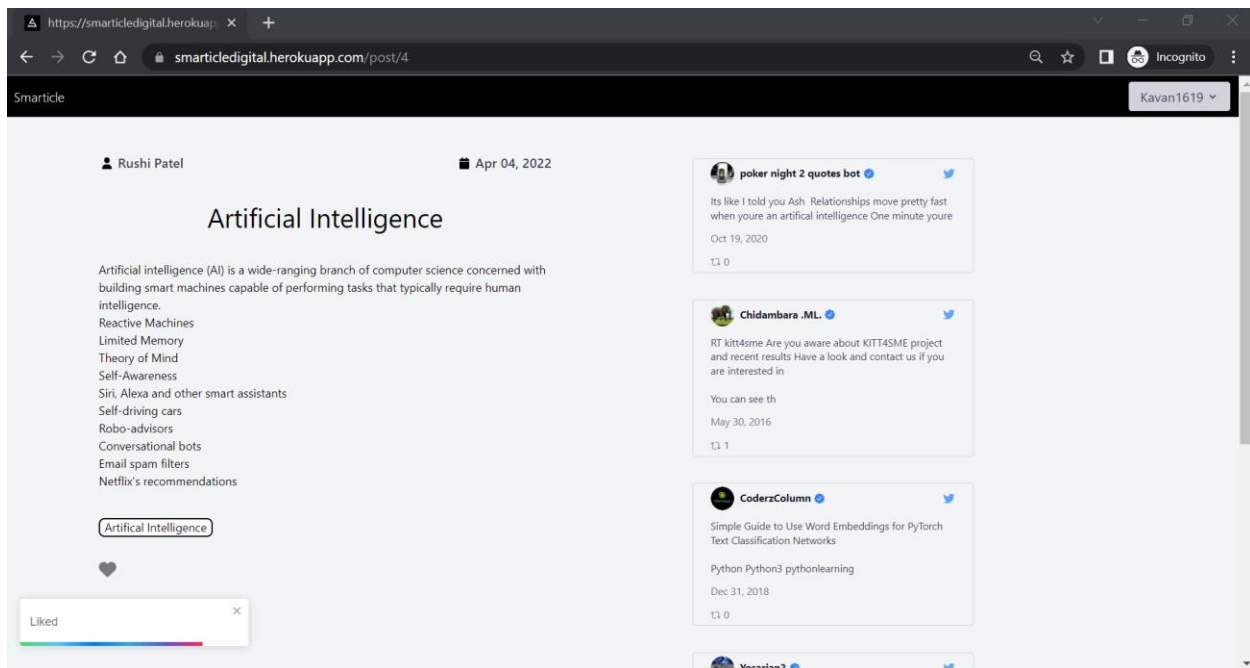 https://smarticledigital.herokuap
smarticledigital.herokuapp.com/post/4
Incognito
Smarticle
Kavan1619
Rushi Patel
Apr 04, 2022
Artificial Intelligence
Artificial intelligence (AI) is a wide-ranging branch of computer science concerned with
building smart machines capable of performing tasks that typically require human
intelligence.
Reactive Machines
Limited Memory
Theory of Mind
Self-Awareness
Siri, Alexa and other smart assistants
Self-driving cars
Robo-advisors
Conversational bots
Email spam filters
Netflix's recommendations
Artifical Intelligence
Liked
poker night 2 quotes bot
Its like I told you Ash Relationships move pretty fast
when youre an artifical intelligence One minute youre
Oct 19, 2020
0
Chidambara .ML.
RT kitt4sme Are you aware about KITT4SME project
and recent results Have a look and contact us if you
are interested in
You can see th
May 30, 2016
1
CoderzColumn
Simple Guide to Use Word Embeddings for PyTorch
Text Classification Networks
Python Python3 pythonlearning
Dec 31, 2018
0